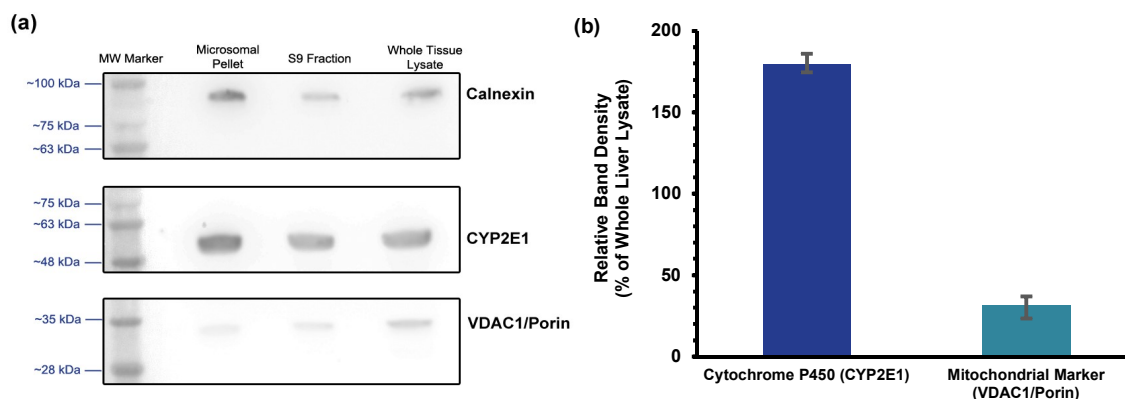 (a)
MW Marker
Microsomal
Pellet
S9 Fraction
Whole Tissue
Lysate
~100 kDa
~75 kDa
~63 kDa
Calnexin
~75 kDa
~63 kDa
~48 kDa
CYP2E1
~35 kDa
~28 kDa
VDAC1/Porin
(b)
Relative Band Density
(% of Whole Liver Lysate)
200
150
100
50
0
Cytochrome P450 (CYP2E1)
Mitochondrial Marker
(VDAC1/Porin)